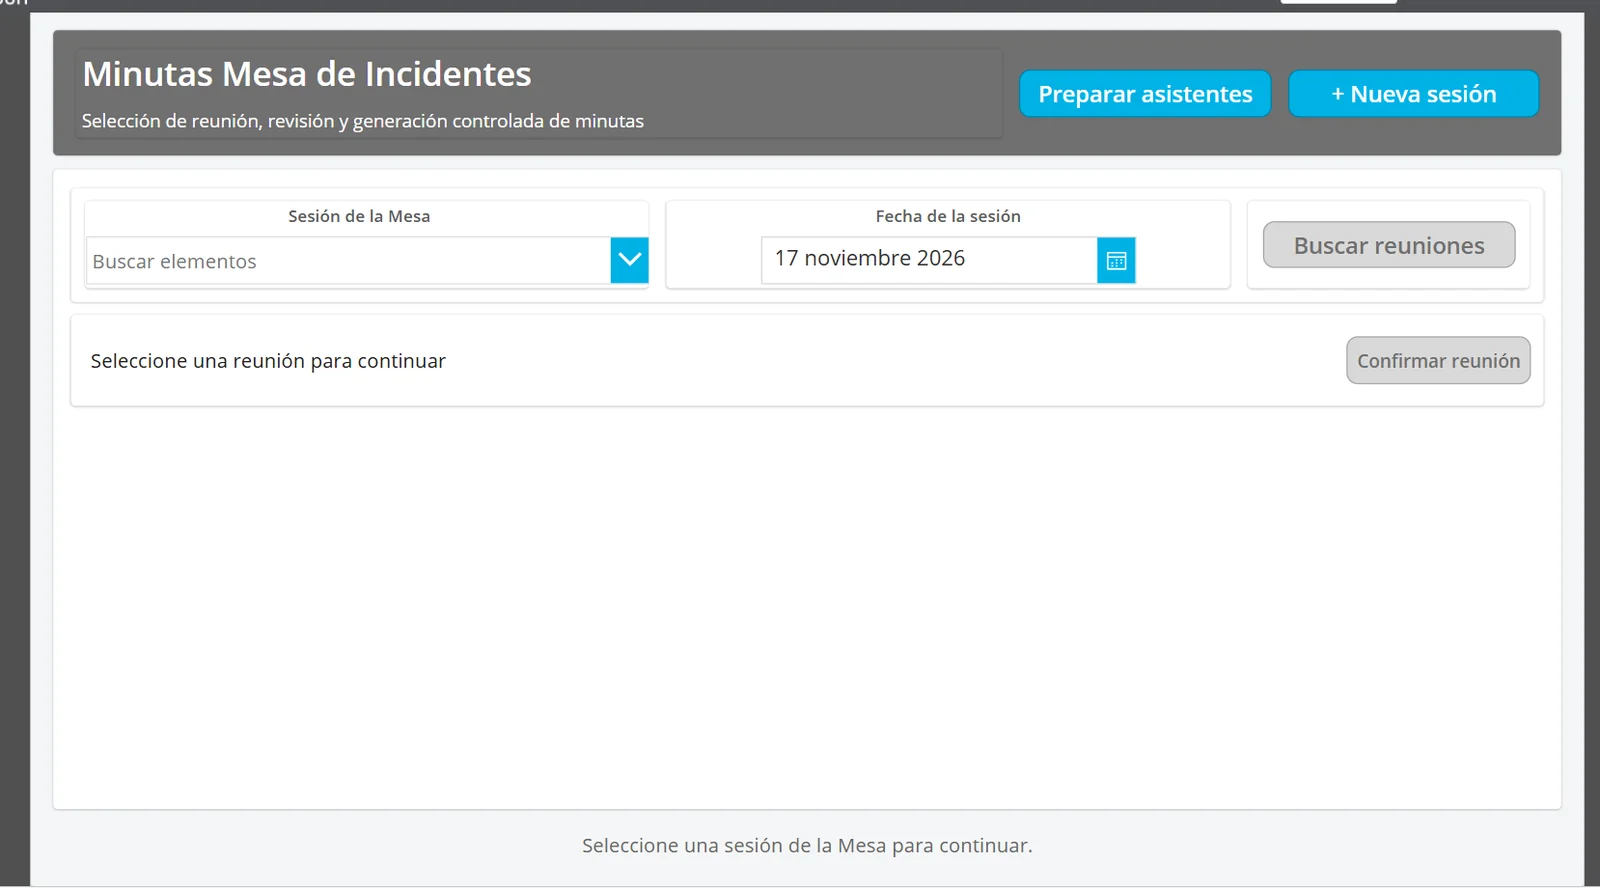 Minutas Mesa de Incidentes
Selección de reunión, revisión y generación controlada de minutas
Preparar asistentes
+ Nueva sesión
Sesión de la Mesa
Buscar elementos
Fecha de la sesión
17 noviembre 2026
Buscar reuniones
Seleccione una reunión para continuar
Confirmar reunión
Seleccione una sesión de la Mesa para continuar.